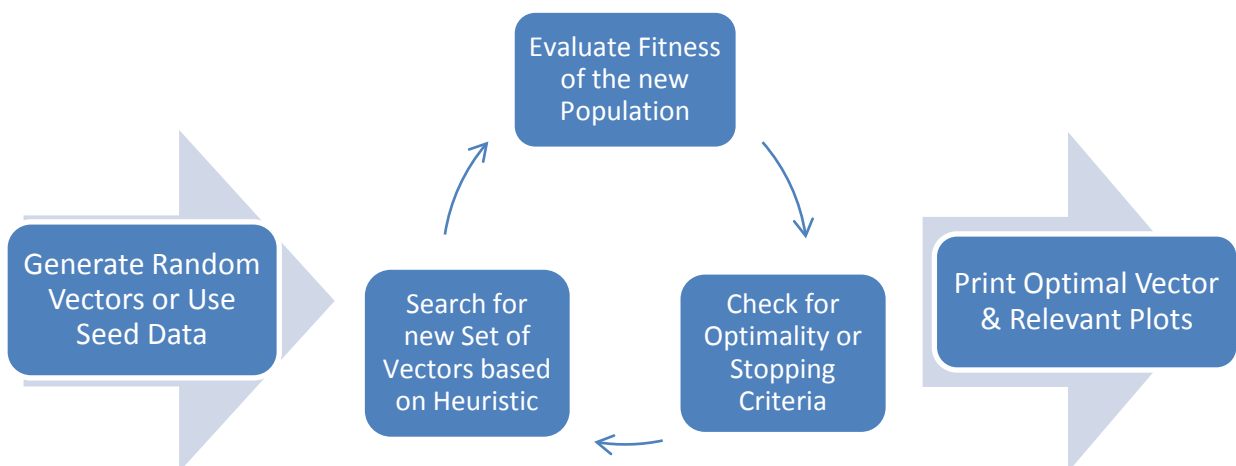 Evaluate Fitness
of the new
Population
Generate Random
Vectors or Use
Seed Data
Search for
new Set of
Vectors based
on Heuristic
Check for
Optimality or
Stopping
Criteria
Print Optimal Vector
& Relevant Plots